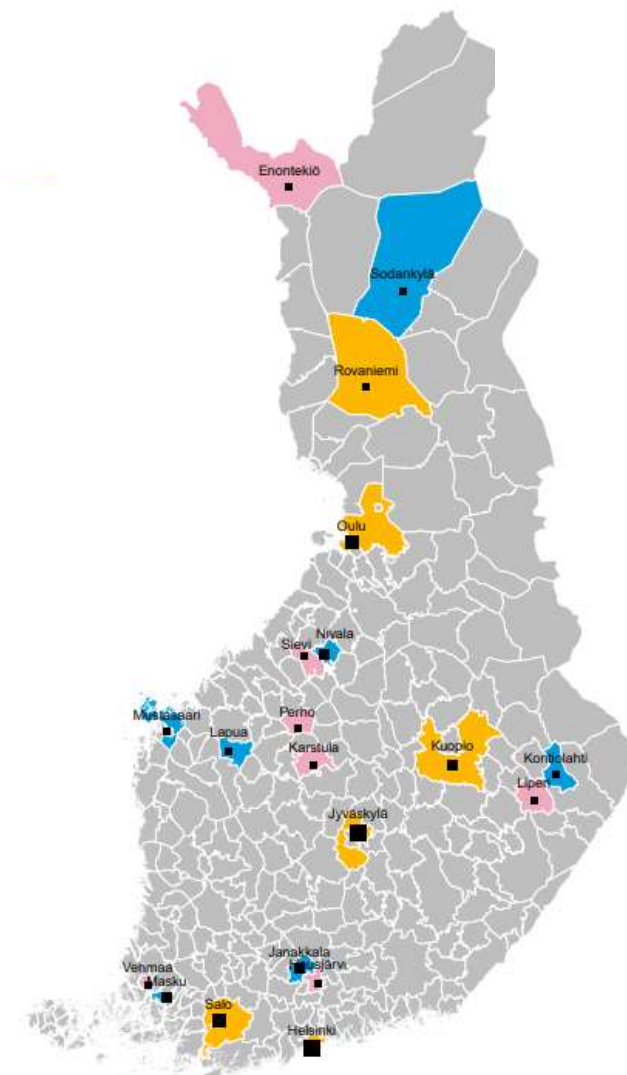 Enontekiö
Sodankylä
Rovaniemi
Oulu
Nivala
Sievi
Mustasaari
Perho
Lapua
Karstula
Kuopio
Kontiolahti
Liperi
Jyväskylä
Janakkala
Hausjärvi
Vehmaa
Masku
Salo
Helsinki